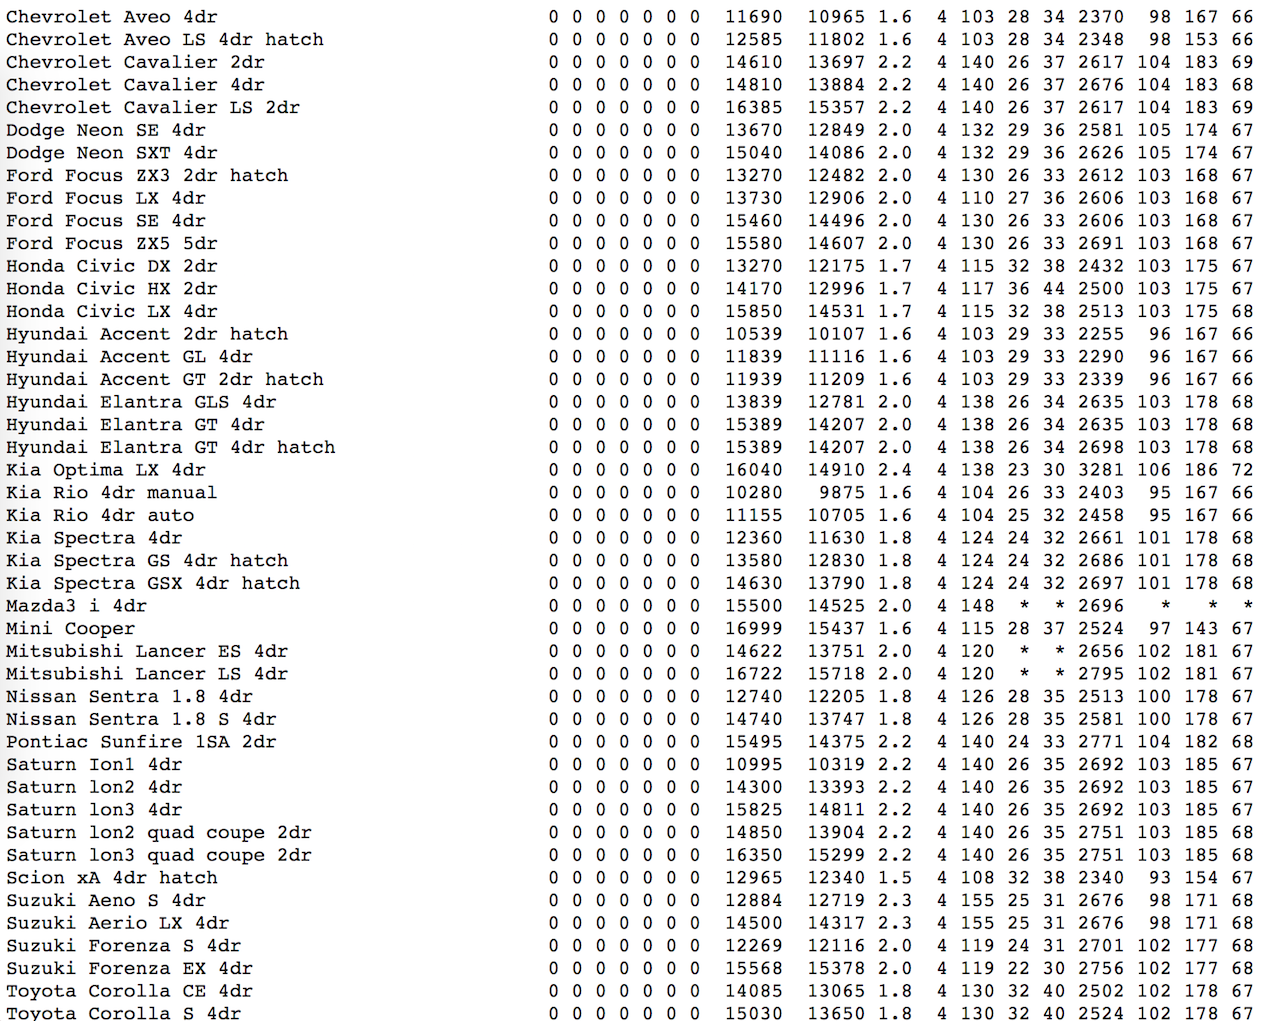 Chevrolet Aveo 4dr 0 0 0 0 0 0 0 11690 10965 1.6 4 103 28 34 2370 98 167 66
Chevrolet Aveo LS 4dr hatch 0 0 0 0 0 0 0 12585 11802 1.6 4 103 28 34 2348 98 153 66
Chevrolet Cavalier 2dr 0 0 0 0 0 0 0 14610 13697 2.2 4 140 26 37 2617 104 183 69
Chevrolet Cavalier 4dr 0 0 0 0 0 0 0 14810 13884 2.2 4 140 26 37 2676 104 183 68
Chevrolet Cavalier LS 2dr 0 0 0 0 0 0 0 16385 15357 2.2 4 140 26 37 2617 104 183 69
Dodge Neon SE 4dr 0 0 0 0 0 0 0 13670 12849 2.0 4 132 29 36 2581 105 174 67
Dodge Neon SXT 4dr 0 0 0 0 0 0 0 15040 14086 2.0 4 132 29 36 2626 105 174 67
Ford Focus ZX3 2dr hatch 0 0 0 0 0 0 0 13270 12482 2.0 4 130 26 33 2612 103 168 67
Ford Focus LX 4dr 0 0 0 0 0 0 0 13730 12906 2.0 4 110 27 36 2606 103 168 67
Ford Focus SE 4dr 0 0 0 0 0 0 0 15460 14496 2.0 4 130 26 33 2606 103 168 67
Ford Focus ZX5 5dr 0 0 0 0 0 0 0 15580 14607 2.0 4 130 26 33 2691 103 168 67
Honda Civic DX 2dr 0 0 0 0 0 0 0 13270 12175 1.7 4 115 32 38 2432 103 175 67
Honda Civic HX 2dr 0 0 0 0 0 0 0 14170 12996 1.7 4 117 36 44 2500 103 175 67
Honda Civic LX 4dr 0 0 0 0 0 0 0 15850 14531 1.7 4 115 32 38 2513 103 175 68
Hyundai Accent 2dr hatch 0 0 0 0 0 0 0 10539 10107 1.6 4 103 29 33 2255 96 167 66
Hyundai Accent GL 4dr 0 0 0 0 0 0 0 11839 11116 1.6 4 103 29 33 2290 96 167 66
Hyundai Accent GT 2dr hatch 0 0 0 0 0 0 0 11939 11209 1.6 4 103 29 33 2339 96 167 66
Hyundai Elantra GLS 4dr 0 0 0 0 0 0 0 13839 12781 2.0 4 138 26 34 2635 103 178 68
Hyundai Elantra GT 4dr 0 0 0 0 0 0 0 15389 14207 2.0 4 138 26 34 2635 103 178 68
Hyundai Elantra GT 4dr hatch 0 0 0 0 0 0 0 15389 14207 2.0 4 138 26 34 2698 103 178 68
Kia Optima LX 4dr 0 0 0 0 0 0 0 16040 14910 2.4 4 138 23 30 3281 106 186 72
Kia Rio 4dr manual 0 0 0 0 0 0 0 10280 9875 1.6 4 104 26 33 2403 95 167 66
Kia Rio 4dr auto 0 0 0 0 0 0 0 11155 10705 1.6 4 104 25 32 2458 95 167 66
Kia Spectra 4dr 0 0 0 0 0 0 0 12360 11630 1.8 4 124 24 32 2661 101 178 68
Kia Spectra GS 4dr hatch 0 0 0 0 0 0 0 13580 12830 1.8 4 124 24 32 2686 101 178 68
Kia Spectra GSX 4dr hatch 0 0 0 0 0 0 0 14630 13790 1.8 4 124 24 32 2697 101 178 68
Mazda3 i 4dr 0 0 0 0 0 0 0 15500 14525 2.0 4 148 * * 2696 * * *
Mini Cooper 0 0 0 0 0 0 0 16999 15437 1.6 4 115 28 37 2524 97 143 67
Mitsubishi Lancer ES 4dr 0 0 0 0 0 0 0 14622 13751 2.0 4 120 * * 2656 102 181 67
Mitsubishi Lancer LS 4dr 0 0 0 0 0 0 0 16722 15718 2.0 4 120 * * 2795 102 181 67
Nissan Sentra 1.8 4dr 0 0 0 0 0 0 0 12740 12205 1.8 4 126 28 35 2513 100 178 67
Nissan Sentra 1.8 S 4dr 0 0 0 0 0 0 0 14740 13747 1.8 4 126 28 35 2581 100 178 67
Pontiac Sunfire 1SA 2dr 0 0 0 0 0 0 0 15495 14375 2.2 4 140 24 33 2771 104 182 68
Saturn Ion1 4dr 0 0 0 0 0 0 0 10995 10319 2.2 4 140 26 35 2692 103 185 67
Saturn lon2 4dr 0 0 0 0 0 0 0 14300 13393 2.2 4 140 26 35 2692 103 185 67
Saturn lon3 4dr 0 0 0 0 0 0 0 15825 14811 2.2 4 140 26 35 2692 103 185 67
Saturn lon2 quad coupe 2dr 0 0 0 0 0 0 0 14850 13904 2.2 4 140 26 35 2751 103 185 68
Saturn lon3 quad coupe 2dr 0 0 0 0 0 0 0 16350 15299 2.2 4 140 26 35 2751 103 185 68
Scion xA 4dr hatch 0 0 0 0 0 0 0 12965 12340 1.5 4 108 32 38 2340 93 154 67
Suzuki Aeno S 4dr 0 0 0 0 0 0 0 12884 12719 2.3 4 155 25 31 2676 98 171 68
Suzuki Aerio LX 4dr 0 0 0 0 0 0 0 14500 14317 2.3 4 155 25 31 2676 98 171 68
Suzuki Forenza S 4dr 0 0 0 0 0 0 0 12269 12116 2.0 4 119 24 31 2701 102 177 68
Suzuki Forenza EX 4dr 0 0 0 0 0 0 0 15568 15378 2.0 4 119 22 30 2756 102 177 68
Toyota Corolla CE 4dr 0 0 0 0 0 0 0 14085 13065 1.8 4 130 32 40 2502 102 178 67
Toyota Corolla S 4dr 0 0 0 0 0 0 0 15030 13650 1.8 4 130 32 40 2524 102 178 67